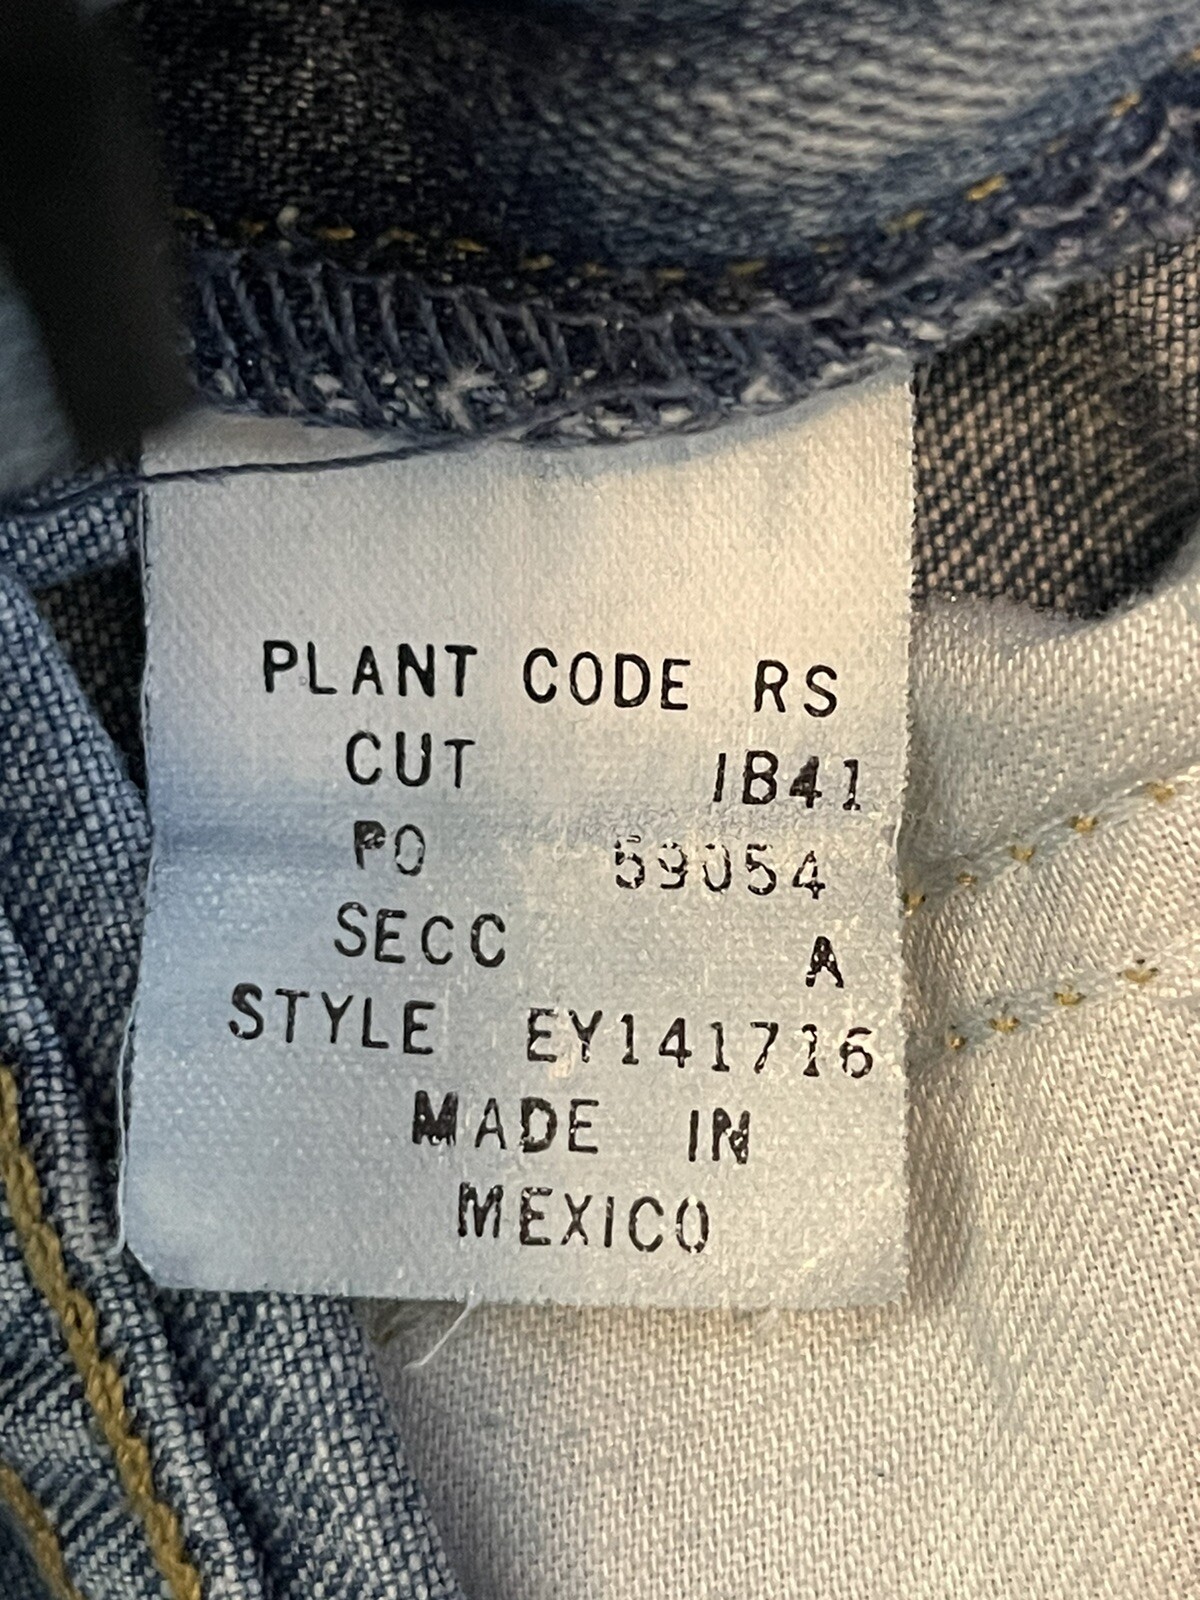 PLANT CODE RS
CUT 1B41
PO 59054
SECC A
STYLE EY141716
MADE IN
MEXICO